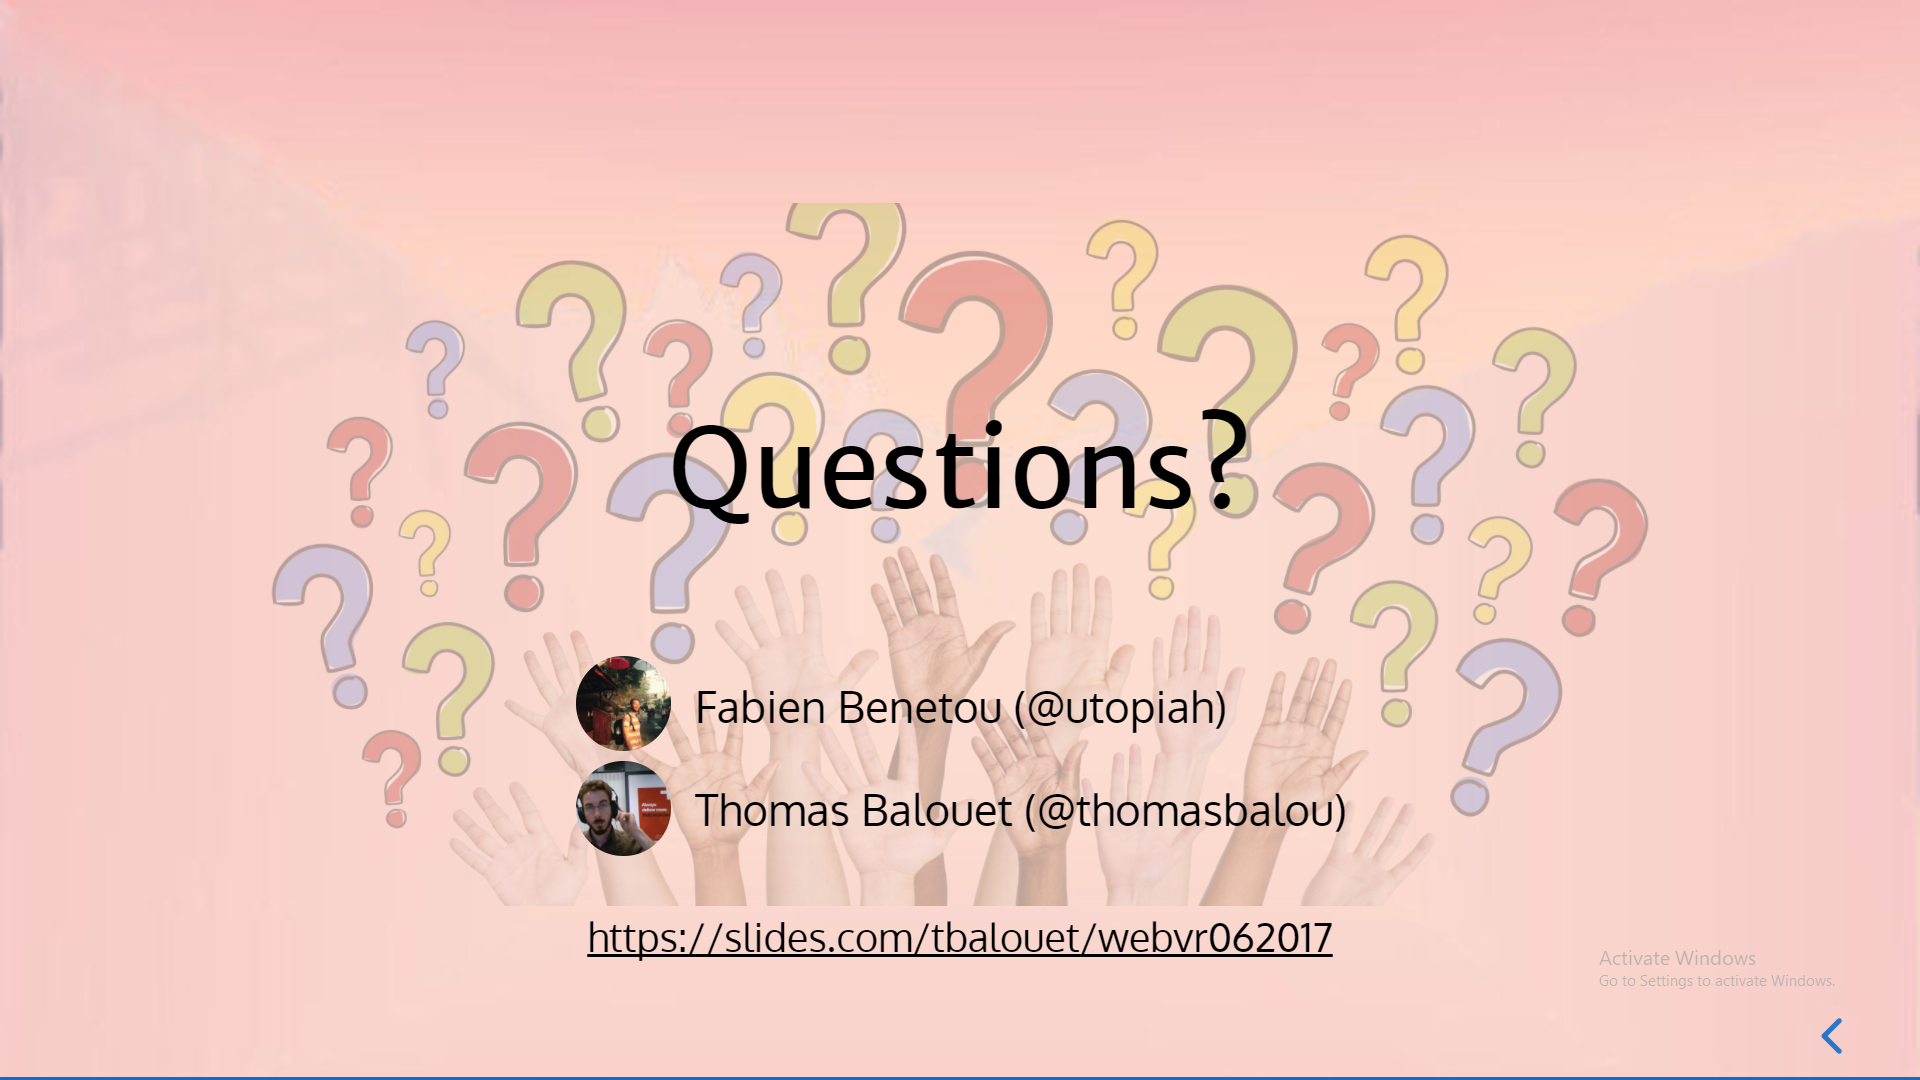 Questions?
Fabien Benetou (@utopiah)
Thomas Balouet (@thomasbalou)
https://slides.com/tbalouet/webvr062017
Activate Windows
Go to Settings to activate Windows.